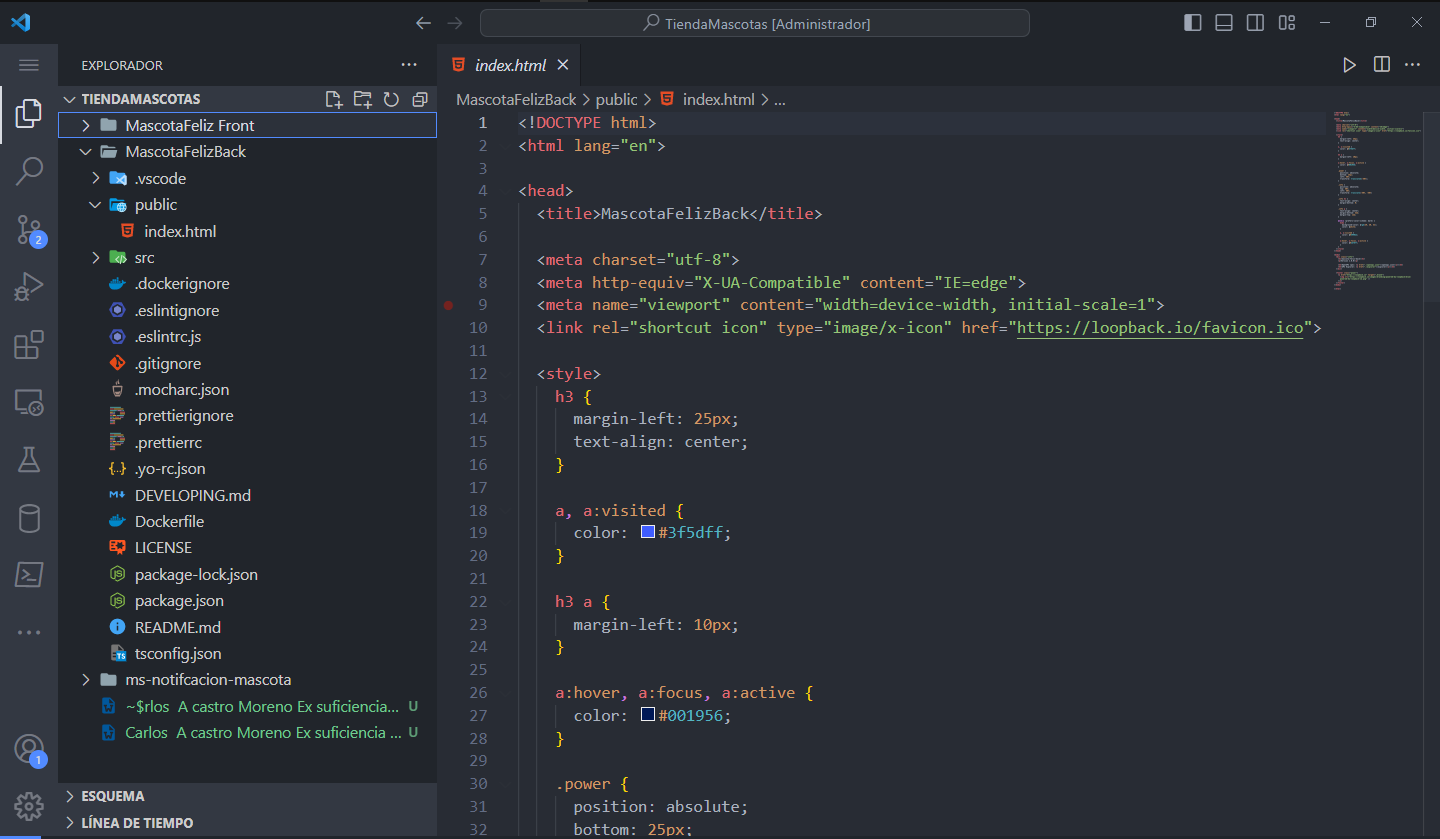 TiendaMascotas [Administrador]
EXPLORADOR
index.html
TIENDAMASCOTAS
MascotaFeliz Front
MascotaFelizBack
.vscode
public
index.html
src
.dockerignore
.eslintignore
.eslintrc.js
.gitignore
.mocharc.json
.prettierignore
.prettierrc
{..} .yo-rc.json
DEVELOPING.md
Dockerfile
LICENSE
package-lock.json
package.json
README.md
tsconfig.json
ms-notifcacion-mascota
~$rlos A castro Moreno Ex suficiencia... U
Carlos A castro Moreno Ex suficiencia ... U
ESQUEMA
LÍNEA DE TIEMPO
2
1
MascotaFelizBack > public > index.html > ...
1 <!DOCTYPE html>
2 <html lang="en">
3
4 <head>
5 <title>MascotaFelizBack</title>
6
7 <meta charset="utf-8">
8 <meta http-equiv="X-UA-Compatible" content="IE=edge">
9 <meta name="viewport" content="width=device-width, initial-scale=1">
10 <link rel="shortcut icon" type="image/x-icon" href="https://loopback.io/favicon.ico">
11
12 <style>
13 h3 {
14 margin-left: 25px;
15 text-align: center;
16 }
17
18 a, a:visited {
19 color: #3f5dff;
20 }
21
22 h3 a {
23 margin-left: 10px;
24 }
25
26 a:hover, a:focus, a:active {
27 color: #001956;
28 }
29
30 .power {
31 position: absolute;
32 bottom: 25px;